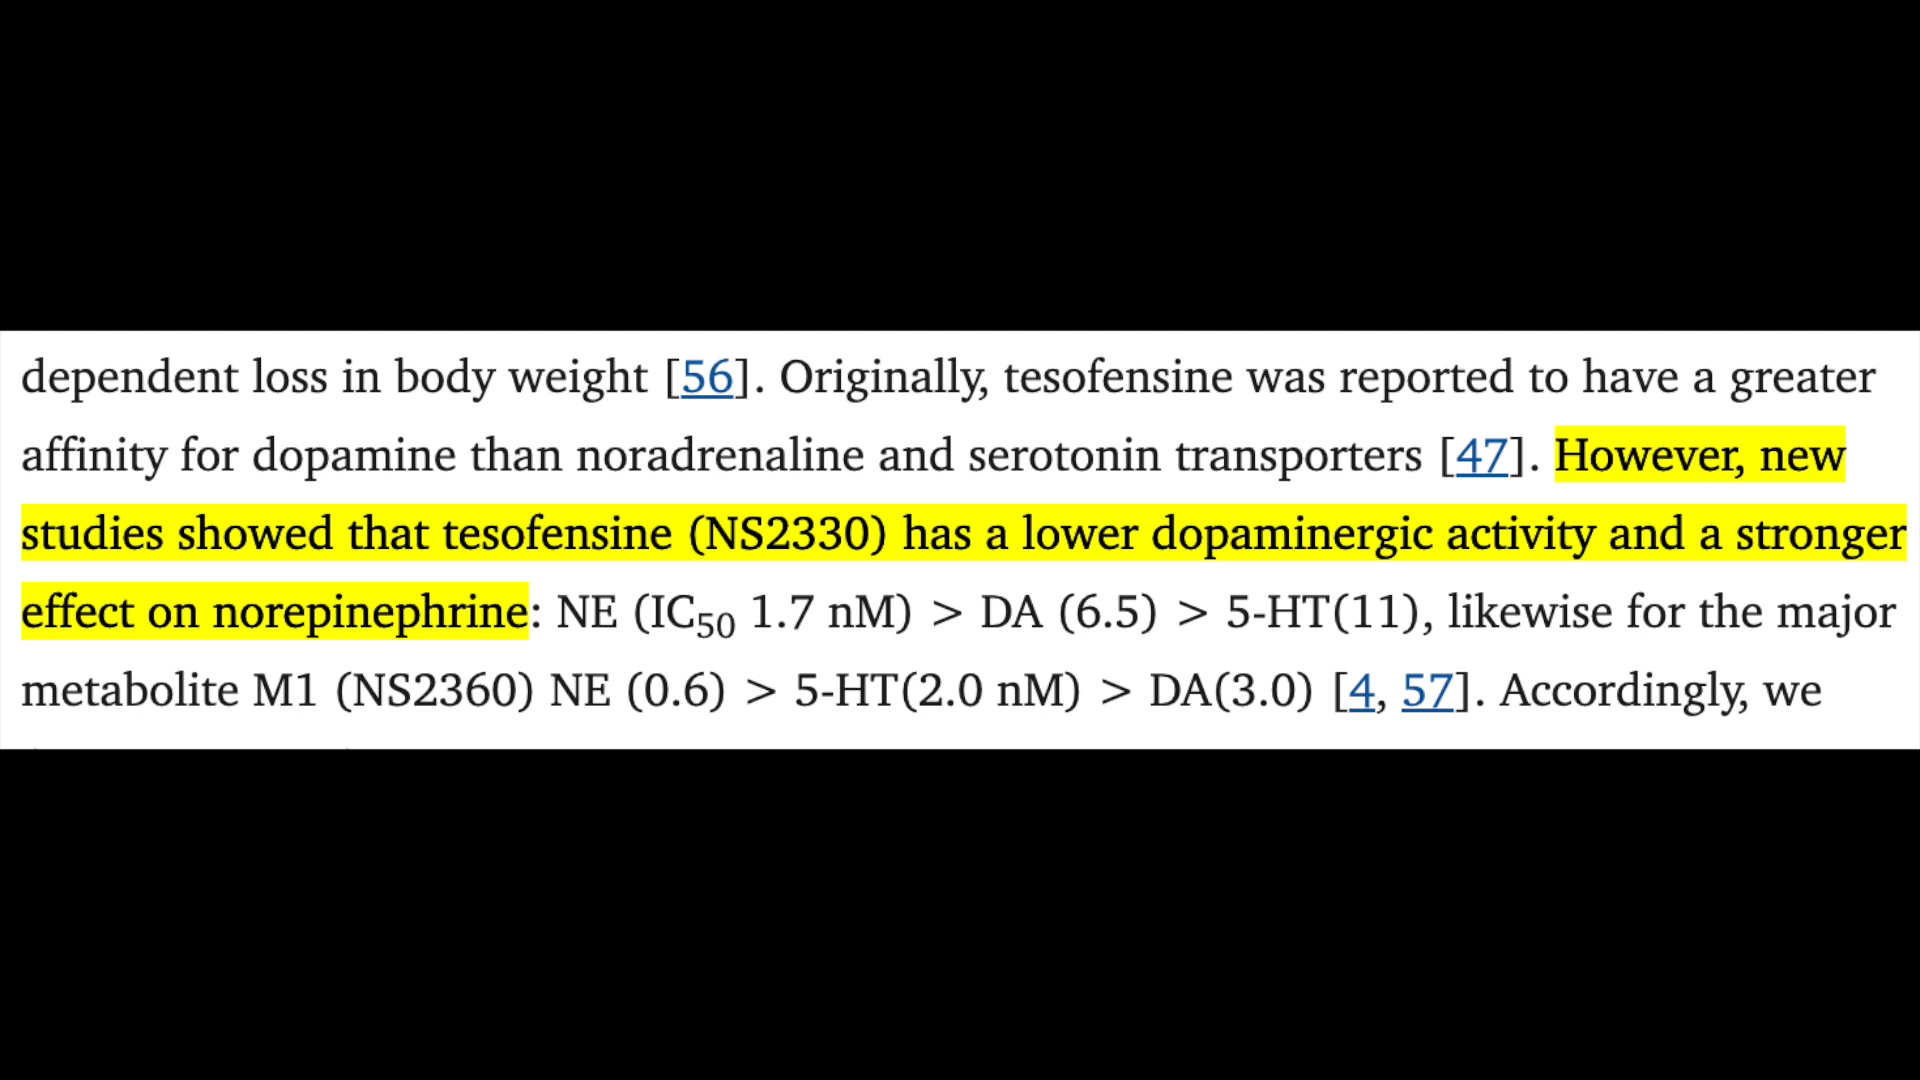 dependent loss in body weight [56]. Originally, tesofensine was reported to have a greater
affinity for dopamine than noradrenaline and serotonin transporters [47]. However, new
studies showed that tesofensine (NS2330) has a lower dopaminergic activity and a stronger
effect on norepinephrine: NE (IC50 1.7 nM) > DA (6.5) > 5-HT(11), likewise for the major
metabolite M1 (NS2360) NE (0.6) > 5-HT(2.0 nM) > DA(3.0) [4, 57]. Accordingly, we